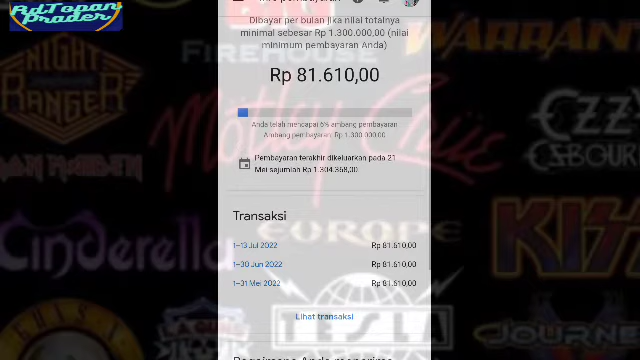 RdTopan
Prader
Dibayar per bulan jika nilai totalnya
minimal sebesar Rp 1.300.000,00 (nilai
minimum pembayaran Anda)
Rp 81.610,00
Anda telah mencapai 6% ambang pembayaran
Ambang pembayaran: Rp 1.300.000,00
Pembayaran terakhir dikeluarkan pada 21
Mei sejumlah Rp 1.304.368,00
Transaksi
1–13 Jul 2022 Rp 81.610,00
1–30 Jun 2022 Rp 81.610,00
1–31 Mei 2022 Rp 81.610,00
Lihat transaksi
NIGHT
RANGER
WARRANT
Mötley Crüe
OZZY
OSBOURNE
IRON MAIDEN
Cinderella
EUROPE
KISS
GUNS N'
L.A. GUNS
TESLA
JOURNEY